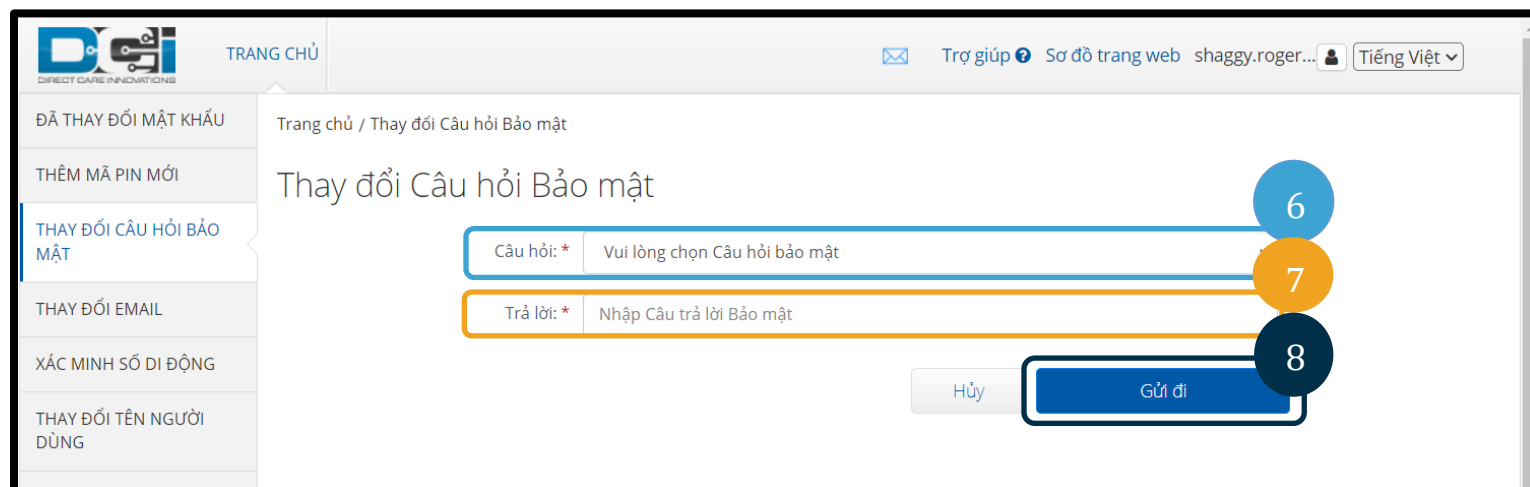 DCI
DIRECT CARE INNOVATIONS
TRANG CHỦ
Trợ giúp Sơ đồ trang web shaggy.roger... Tiếng Việt
ĐÃ THAY ĐỔI MẬT KHẨU
THÊM MÃ PIN MỚI
THAY ĐỔI CÂU HỎI BẢO
MẬT
THAY ĐỔI EMAIL
XÁC MINH SỐ DI ĐỘNG
THAY ĐỔI TÊN NGƯỜI
DÙNG
Trang chủ / Thay đổi Câu hỏi Bảo mật
Thay đổi Câu hỏi Bảo mật
6
Câu hỏi: * Vui lòng chọn Câu hỏi bảo mật
7
Trả lời: * Nhập Câu trả lời Bảo mật
8
Hủy Gửi đi